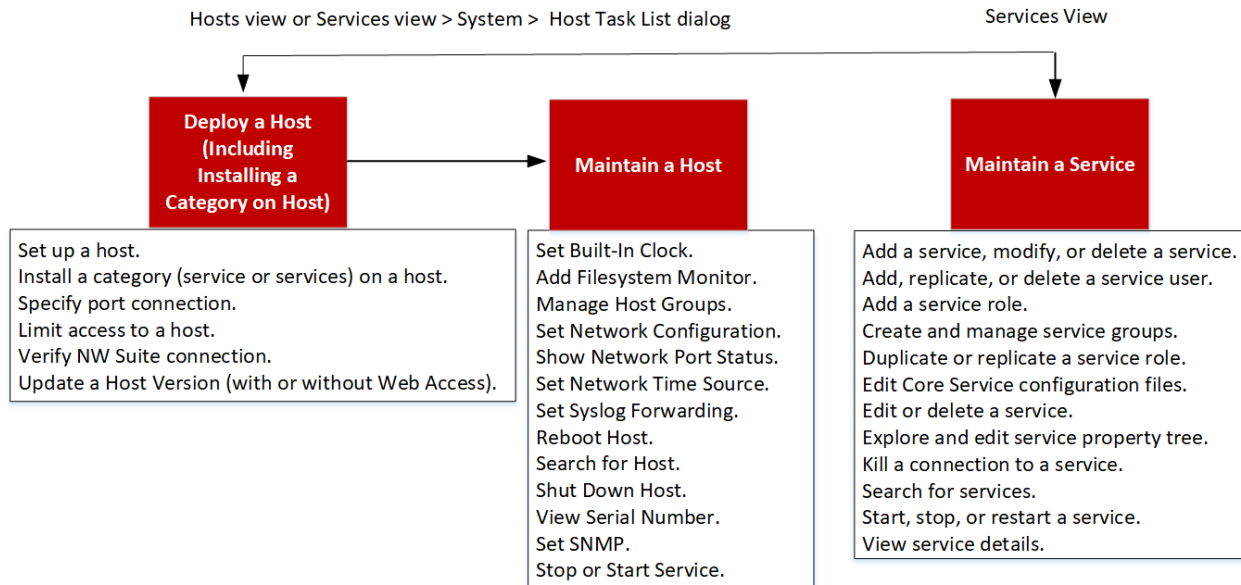 Hosts view or Services view > System > Host Task List dialog
Services View
Deploy a Host
(Including
Installing a
Category on Host)
Maintain a Host
Maintain a Service
Set up a host.
Install a category (service or services) on a host.
Specify port connection.
Limit access to a host.
Verify NW Suite connection.
Update a Host Version (with or without Web Access).
Set Built-In Clock.
Add Filesystem Monitor.
Manage Host Groups.
Set Network Configuration.
Show Network Port Status.
Set Network Time Source.
Set Syslog Forwarding.
Reboot Host.
Search for Host.
Shut Down Host.
View Serial Number.
Set SNMP.
Stop or Start Service.
Add a service, modify, or delete a service.
Add, replicate, or delete a service user.
Add a service role.
Create and manage service groups.
Duplicate or replicate a service role.
Edit Core Service configuration files.
Edit or delete a service.
Explore and edit service property tree.
Kill a connection to a service.
Search for services.
Start, stop, or restart a service.
View service details.